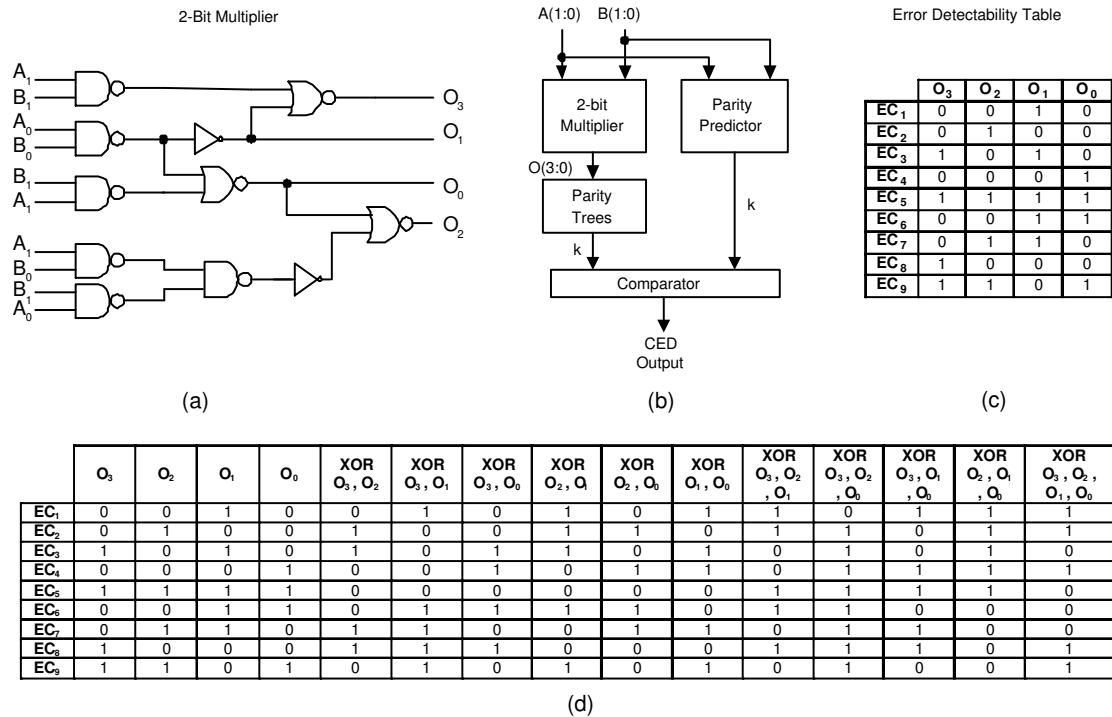 2-Bit Multiplier
A1
B1
A0
B0
B1
A1
A1
B0
B1
A0
O3
O1
O0
O2
(a)
A(1:0) B(1:0)
2-bit Multiplier
Parity Predictor
O(3:0)
Parity Trees
k
k
Comparator
CED Output
(b)
Error Detectability Table
O3 O2 O1 O0
EC1 0 0 1 0
EC2 0 1 0 0
EC3 1 0 1 0
EC4 0 0 0 1
EC5 1 1 1 1
EC6 0 0 1 1
EC7 0 1 1 0
EC8 1 0 0 0
EC9 1 1 0 1
(c)
O3 O2 O1 O0 XOR O3 , O2 XOR O3 , O1 XOR O3 , O0 XOR O2 , O1 XOR O2 , O0 XOR O1 , O0 XOR O3 , O2 , O1 XOR O3 , O2 , O0 XOR O3 , O1 , O0 XOR O2 , O1 , O0 XOR O3 , O2 , O1 , O0
EC1 0 0 1 0 0 1 0 1 0 1 1 0 1 1 1
EC2 0 1 0 0 1 0 0 1 1 0 1 1 0 1 1
EC3 1 0 1 0 1 0 1 1 0 1 0 1 0 1 0
EC4 0 0 0 1 0 0 1 0 1 1 0 1 1 1 1
EC5 1 1 1 1 0 0 0 0 0 0 1 1 1 1 0
EC6 0 0 1 1 0 1 1 1 1 0 1 1 0 0 0
EC7 0 1 1 0 1 1 0 0 1 1 0 1 1 0 0
EC8 1 0 0 0 1 1 1 0 0 0 1 1 1 0 1
EC9 1 1 0 1 0 1 0 1 0 1 0 1 0 0 1
(d)